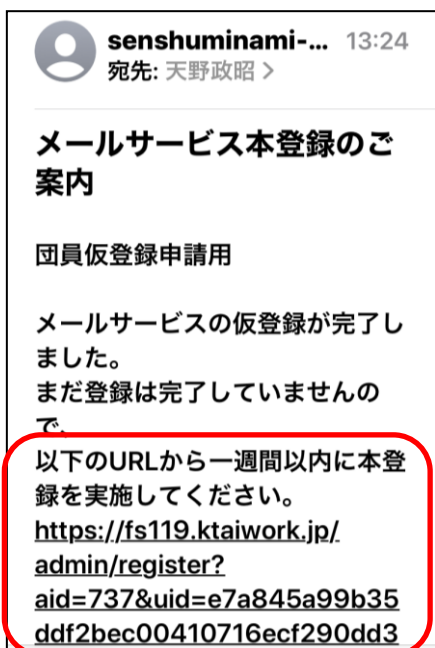 senshuminami-... 13:24
宛先: 天野政昭 >
メールサービス本登録のご
案内
団員仮登録申請用
メールサービスの仮登録が完了し
ました。
まだ登録は完了していませんの
で、
以下のURLから一週間以内に本登
録を実施してください。
https://fs119.ktaiwork.jp/
admin/register?
aid=737&uid=e7a845a99b35
ddf2bec00410716ecf290dd3